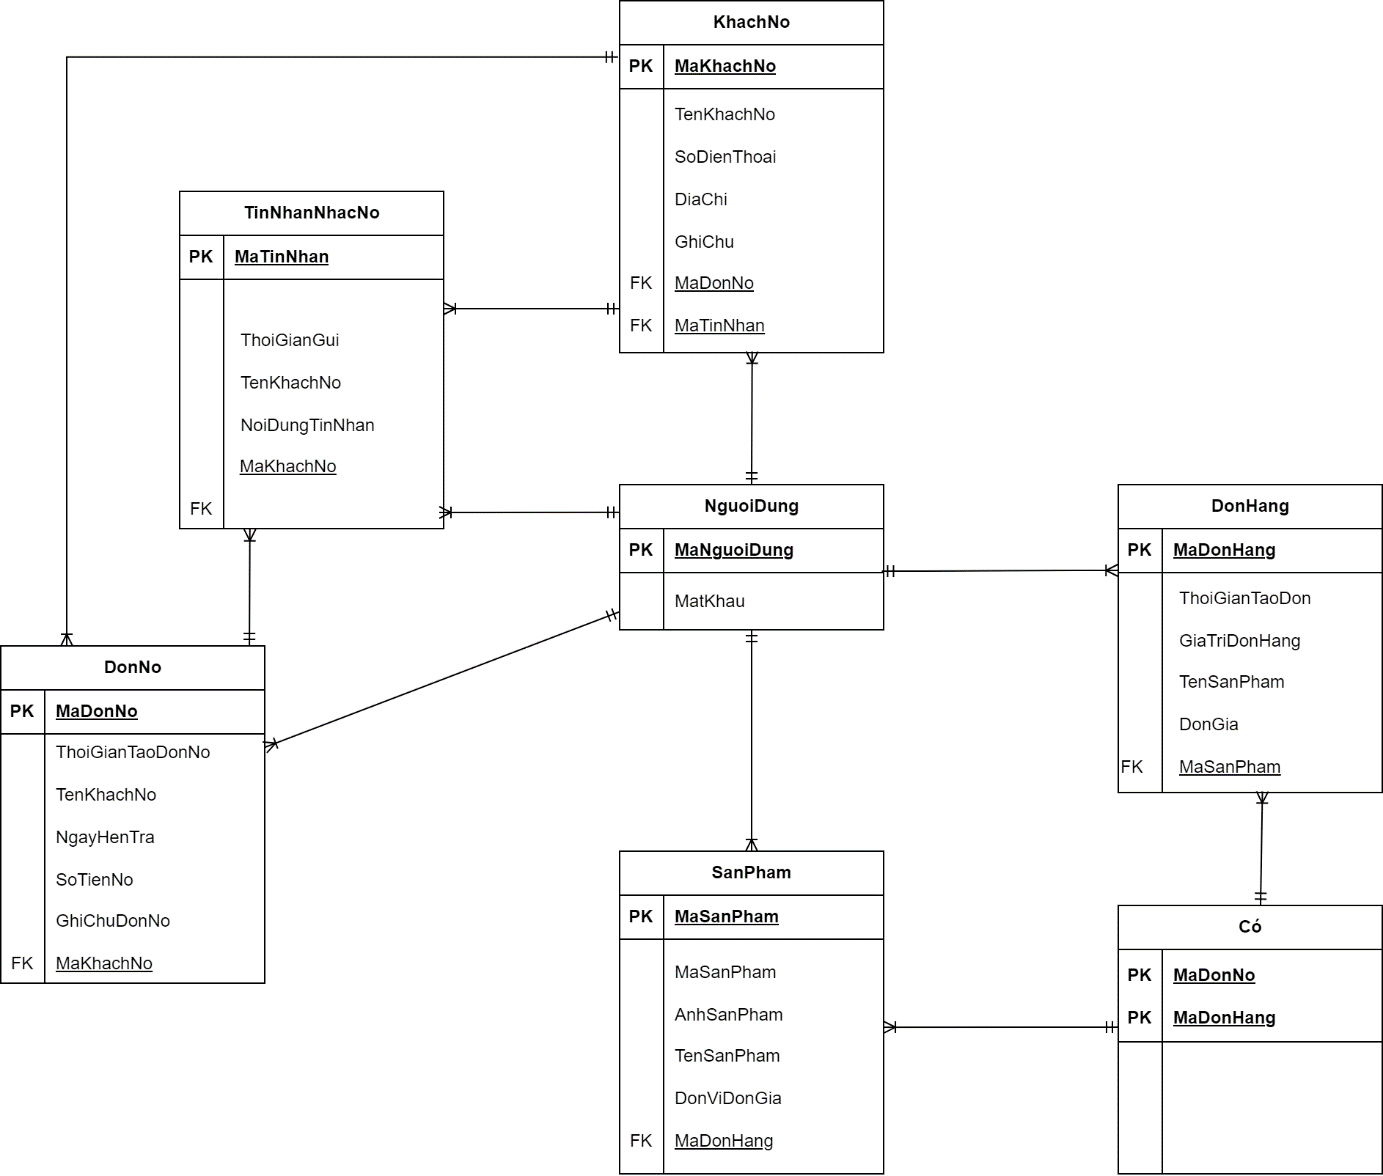 KhachNo
PK MaKhachNo
TenKhachNo
SoDienThoai
DiaChi
GhiChu
FK MaDonNo
FK MaTinNhan
TinNhanNhacNo
PK MaTinNhan
ThoiGianGui
TenKhachNo
NoiDungTinNhan
MaKhachNo
FK
NguoiDung
PK MaNguoiDung
MatKhau
DonHang
PK MaDonHang
ThoiGianTaoDon
GiaTriDonHang
TenSanPham
DonGia
FK MaSanPham
DonNo
PK MaDonNo
ThoiGianTaoDonNo
TenKhachNo
NgayHenTra
SoTienNo
GhiChuDonNo
FK MaKhachNo
SanPham
PK MaSanPham
MaSanPham
AnhSanPham
TenSanPham
DonViDonGia
FK MaDonHang
Có
PK MaDonNo
PK MaDonHang